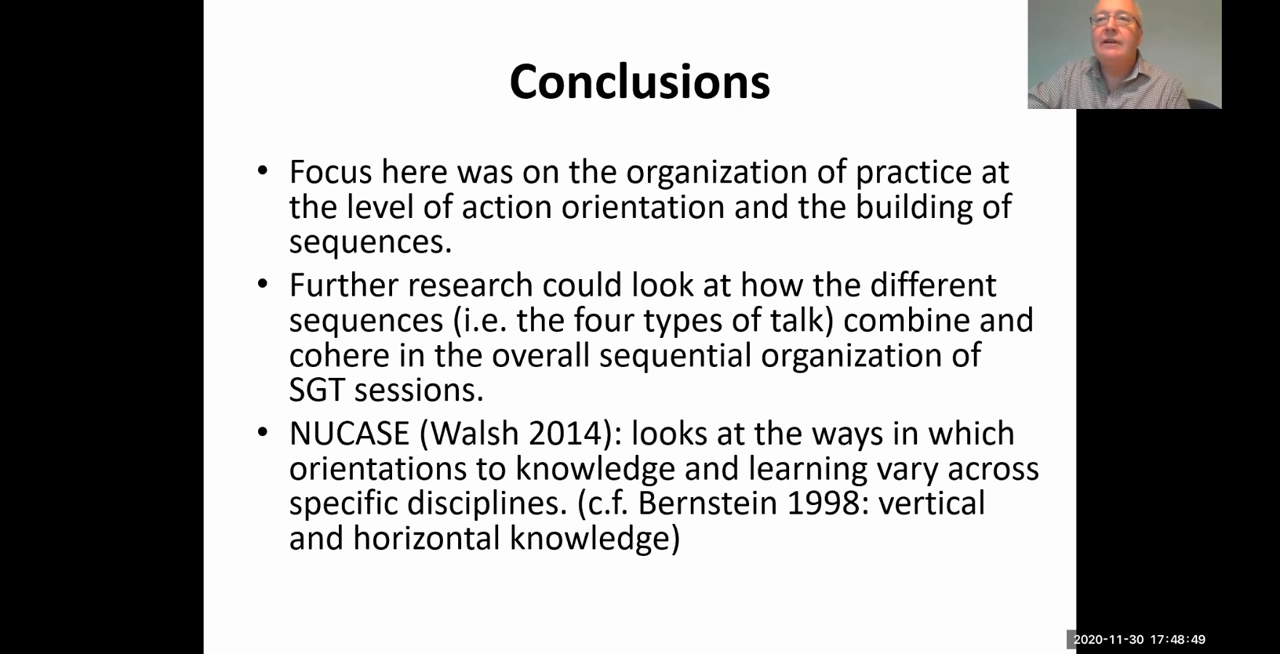 Conclusions
• Focus here was on the organization of practice at
the level of action orientation and the building of
sequences.
• Further research could look at how the different
sequences (i.e. the four types of talk) combine and
cohere in the overall sequential organization of
SGT sessions.
• NUCASE (Walsh 2014): looks at the ways in which
orientations to knowledge and learning vary across
specific disciplines. (c.f. Bernstein 1998: vertical
and horizontal knowledge)
2020-11-30 17:48:49